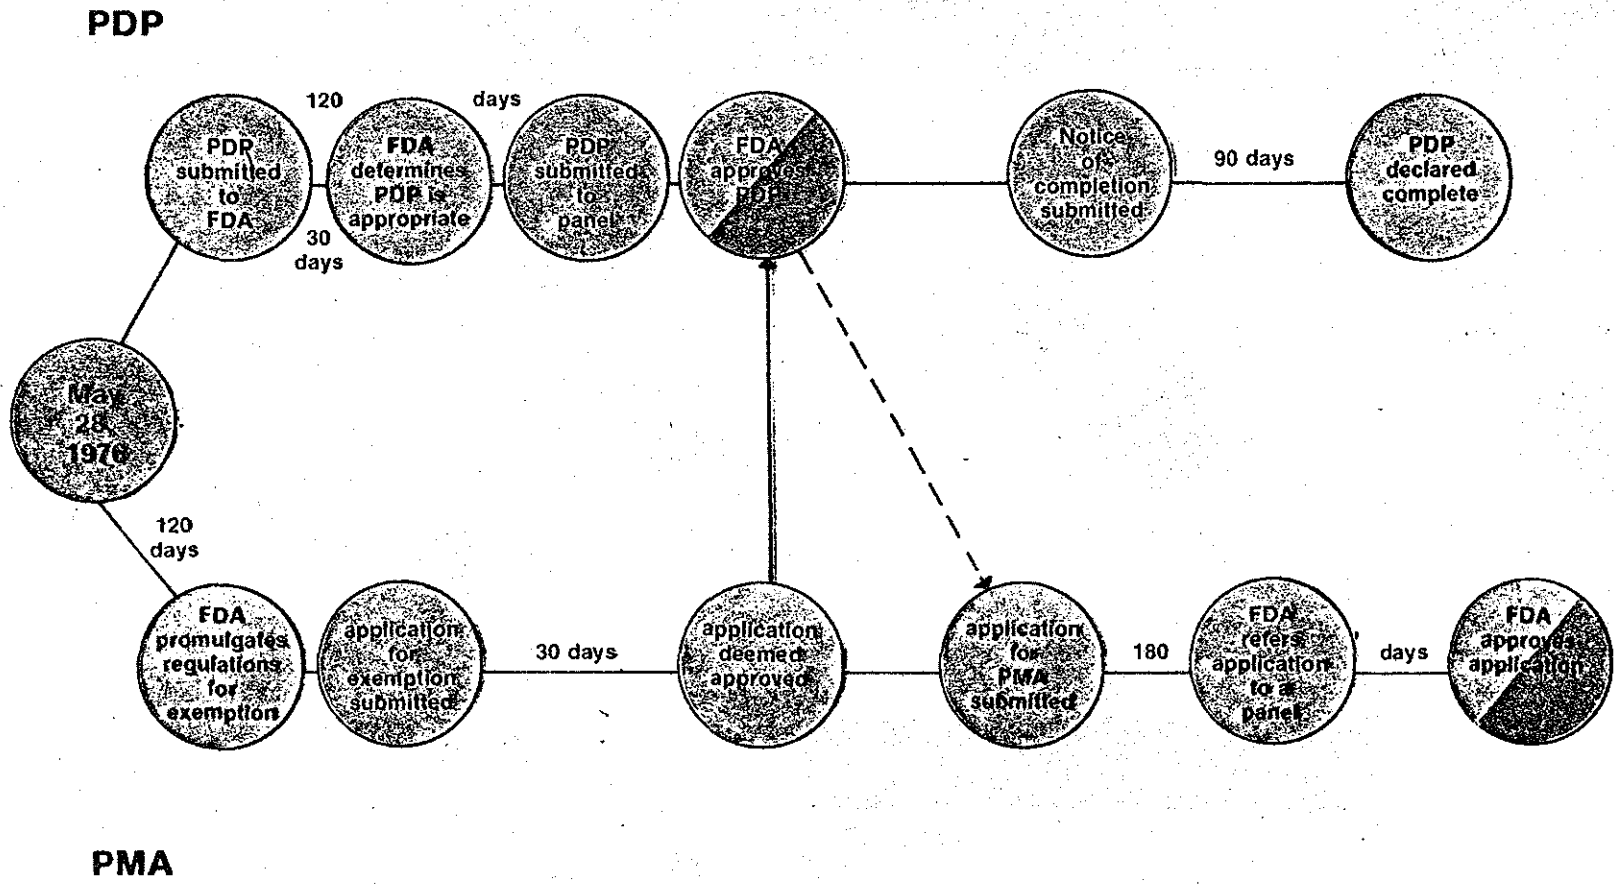 PDP
PDP
submitted
to
FDA
120
30
days
FDA
determines
PDP is
appropriate
days
PDP
submitted
to
panel
FDA
approves
PDP
Notice
of
completion
submitted
90 days
PDP
declared
complete
May
28,
1976
120
days
FDA
promulgates
regulations
for
exemption
application
for
exemption
submitted
30 days
application
deemed
approved
application
for
PMA
submitted
180
FDA
refers
application
to a
panel
days
FDA
approves
application
PMA